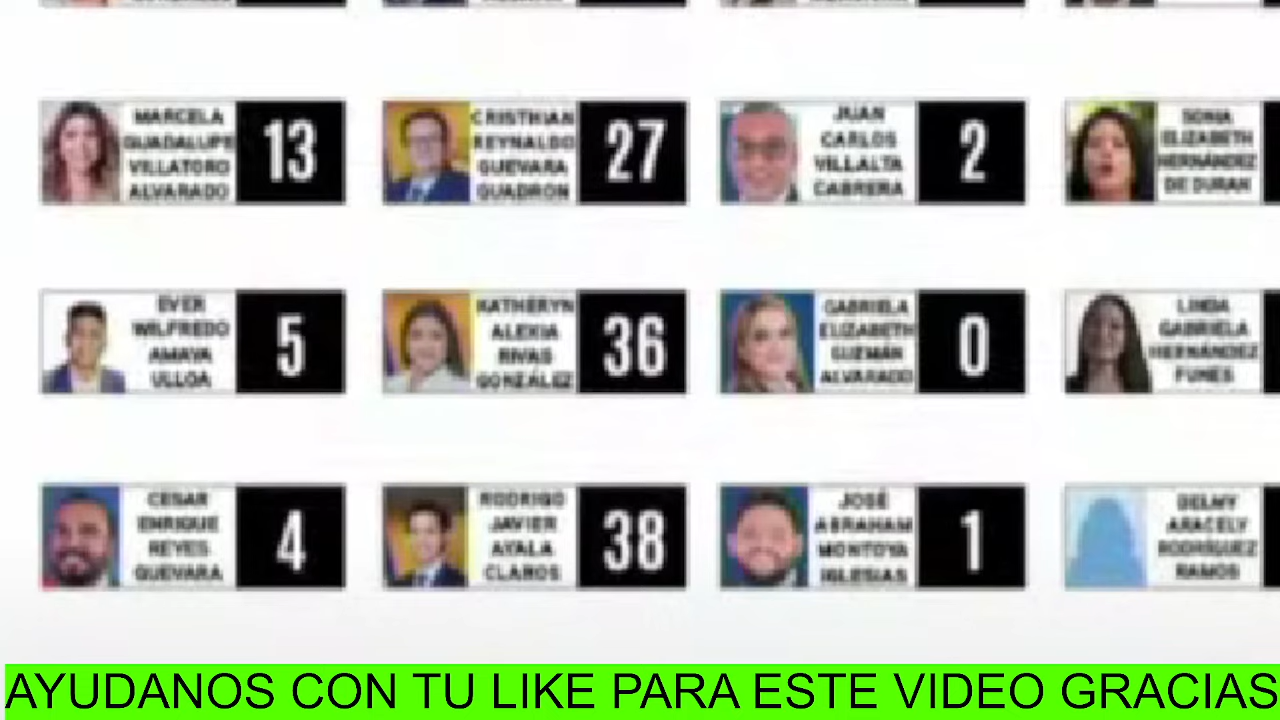 MARCELA
GUADALUPE
VILLATORO
ALVARADO
13
CRISTHIAN
REYNALDO
GUEVARA
GUADRON
27
JUAN
CARLOS
VILLALTA
CABRERA
2
SONIA
ELIZABETH
HERNÁNDEZ
DE DURAN
EVER
WILFREDO
AMAYA
ULLOA
5
KATHERYN
ALEXIA
RIVAS
GONZÁLEZ
36
GABRIELA
ELIZABETH
GUZMÁN
ALVARADO
0
LINDA
GABRIELA
HERNÁNDEZ
FUNES
CESAR
ENRIQUE
REYES
GUEVARA
4
RODRIGO
JAVIER
AYALA
CLAROS
38
JOSÉ
ABRAHAM
MONTOYA
IGLESIAS
1
DELMY
ARACELY
RODRÍGUEZ
RAMOS
AYUDANOS CON TU LIKE PARA ESTE VIDEO GRACIAS